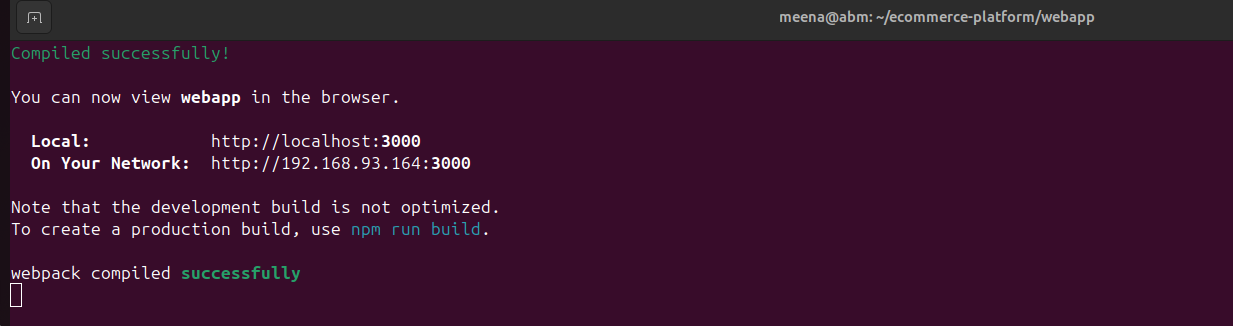 meena@abm: ~/ecommerce-platform/webapp
Compiled successfully!
You can now view webapp in the browser.
Local: http://localhost:3000
On Your Network: http://192.168.93.164:3000
Note that the development build is not optimized.
To create a production build, use npm run build.
webpack compiled successfully